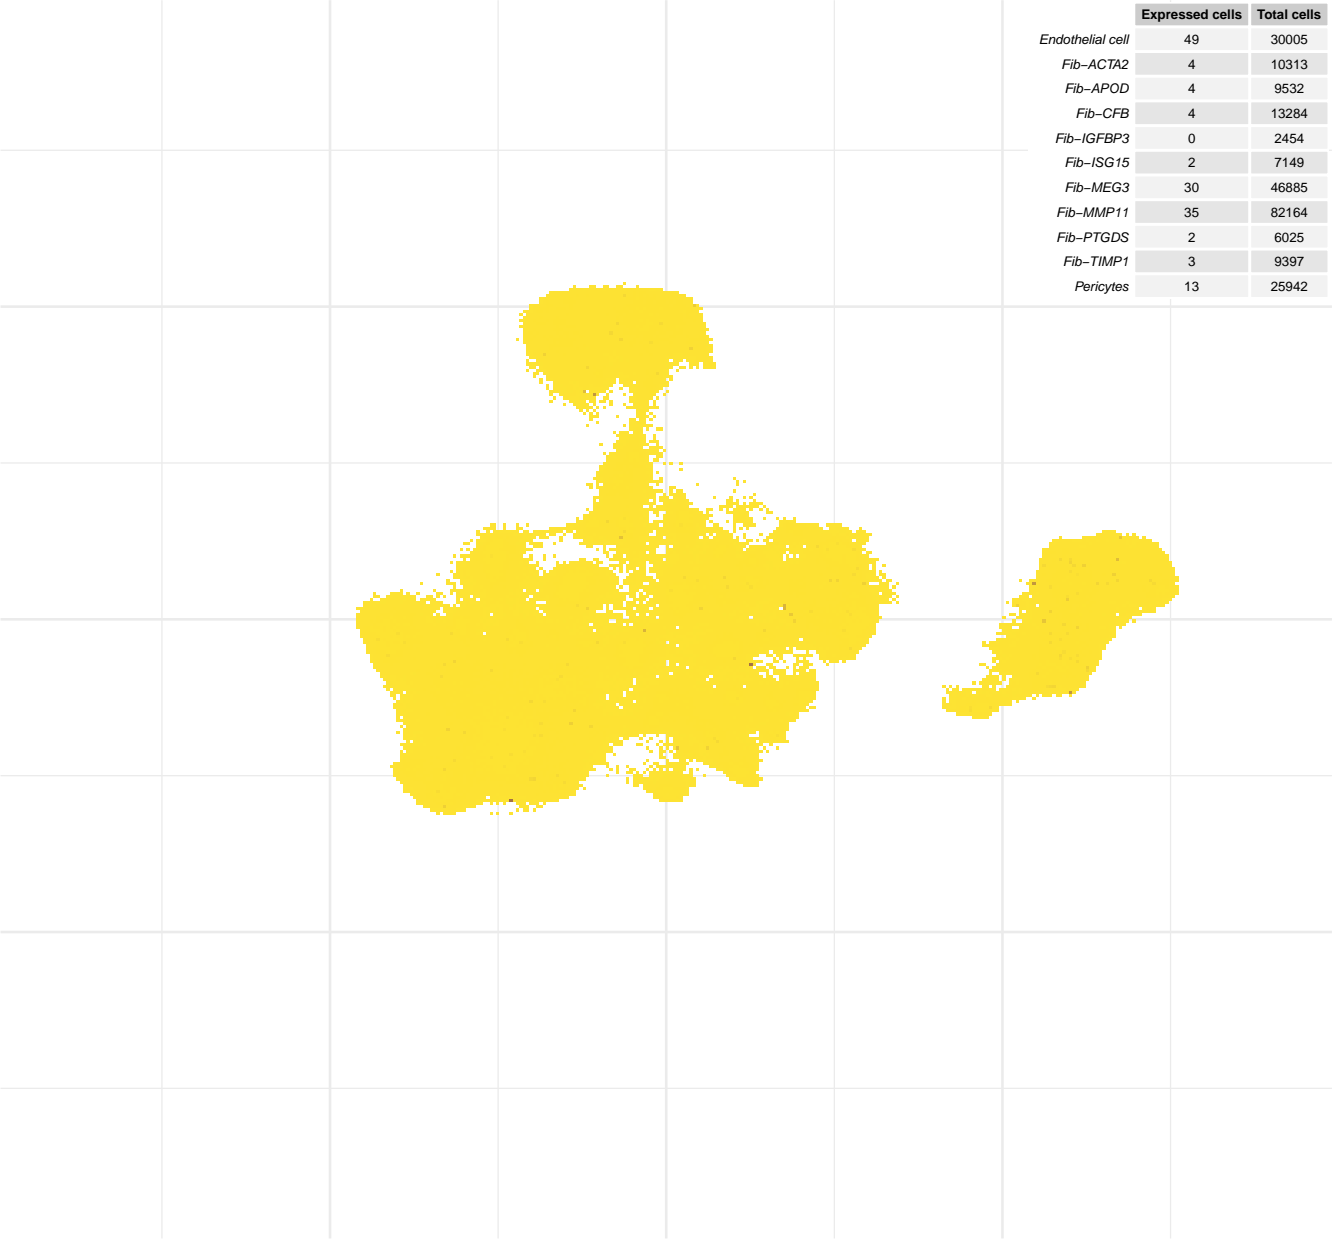 Expressed cells Total cells
Endothelial cell 49 30005
Fib−ACTA2 4 10313
Fib−APOD 4 9532
Fib−CFB 4 13284
Fib−IGFBP3 0 2454
Fib−ISG15 2 7149
Fib−MEG3 30 46885
Fib−MMP11 35 82164
Fib−PTGDS 2 6025
Fib−TIMP1 3 9397
Pericytes 13 25942